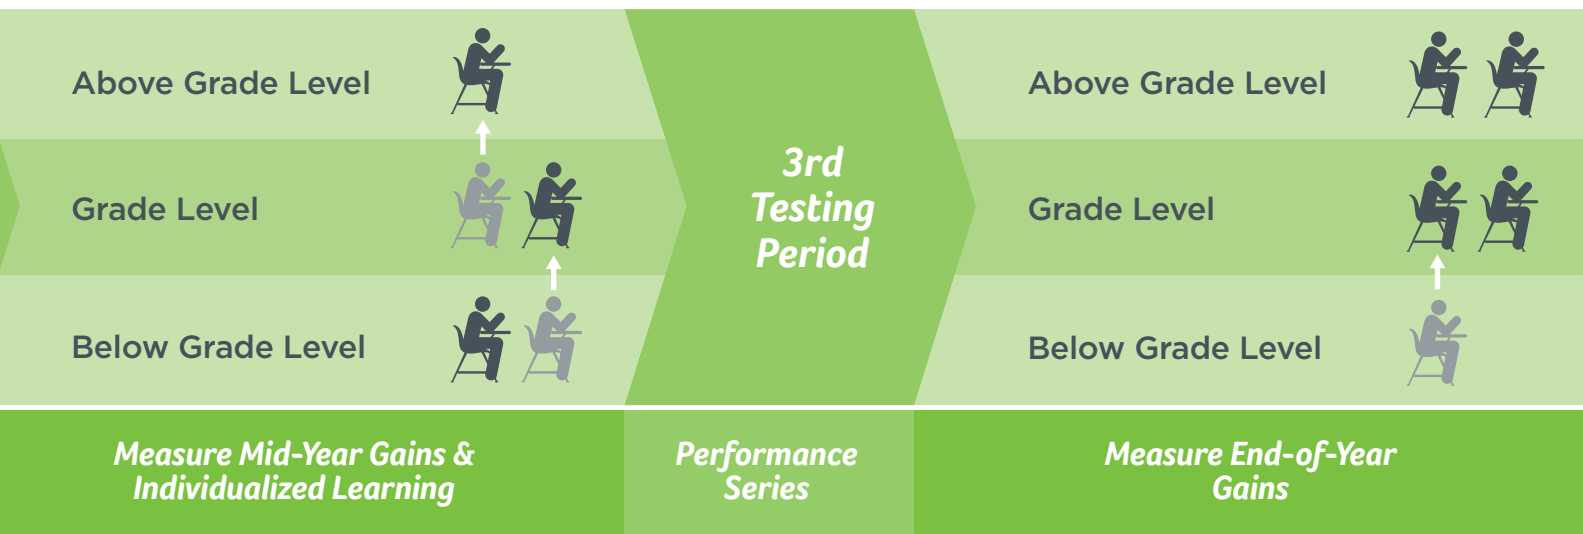 Above Grade Level
Grade Level
Below Grade Level
Measure Mid-Year Gains &
Individualized Learning
3rd
Testing
Period
Performance
Series
Above Grade Level
Grade Level
Below Grade Level
Measure End-of-Year
Gains